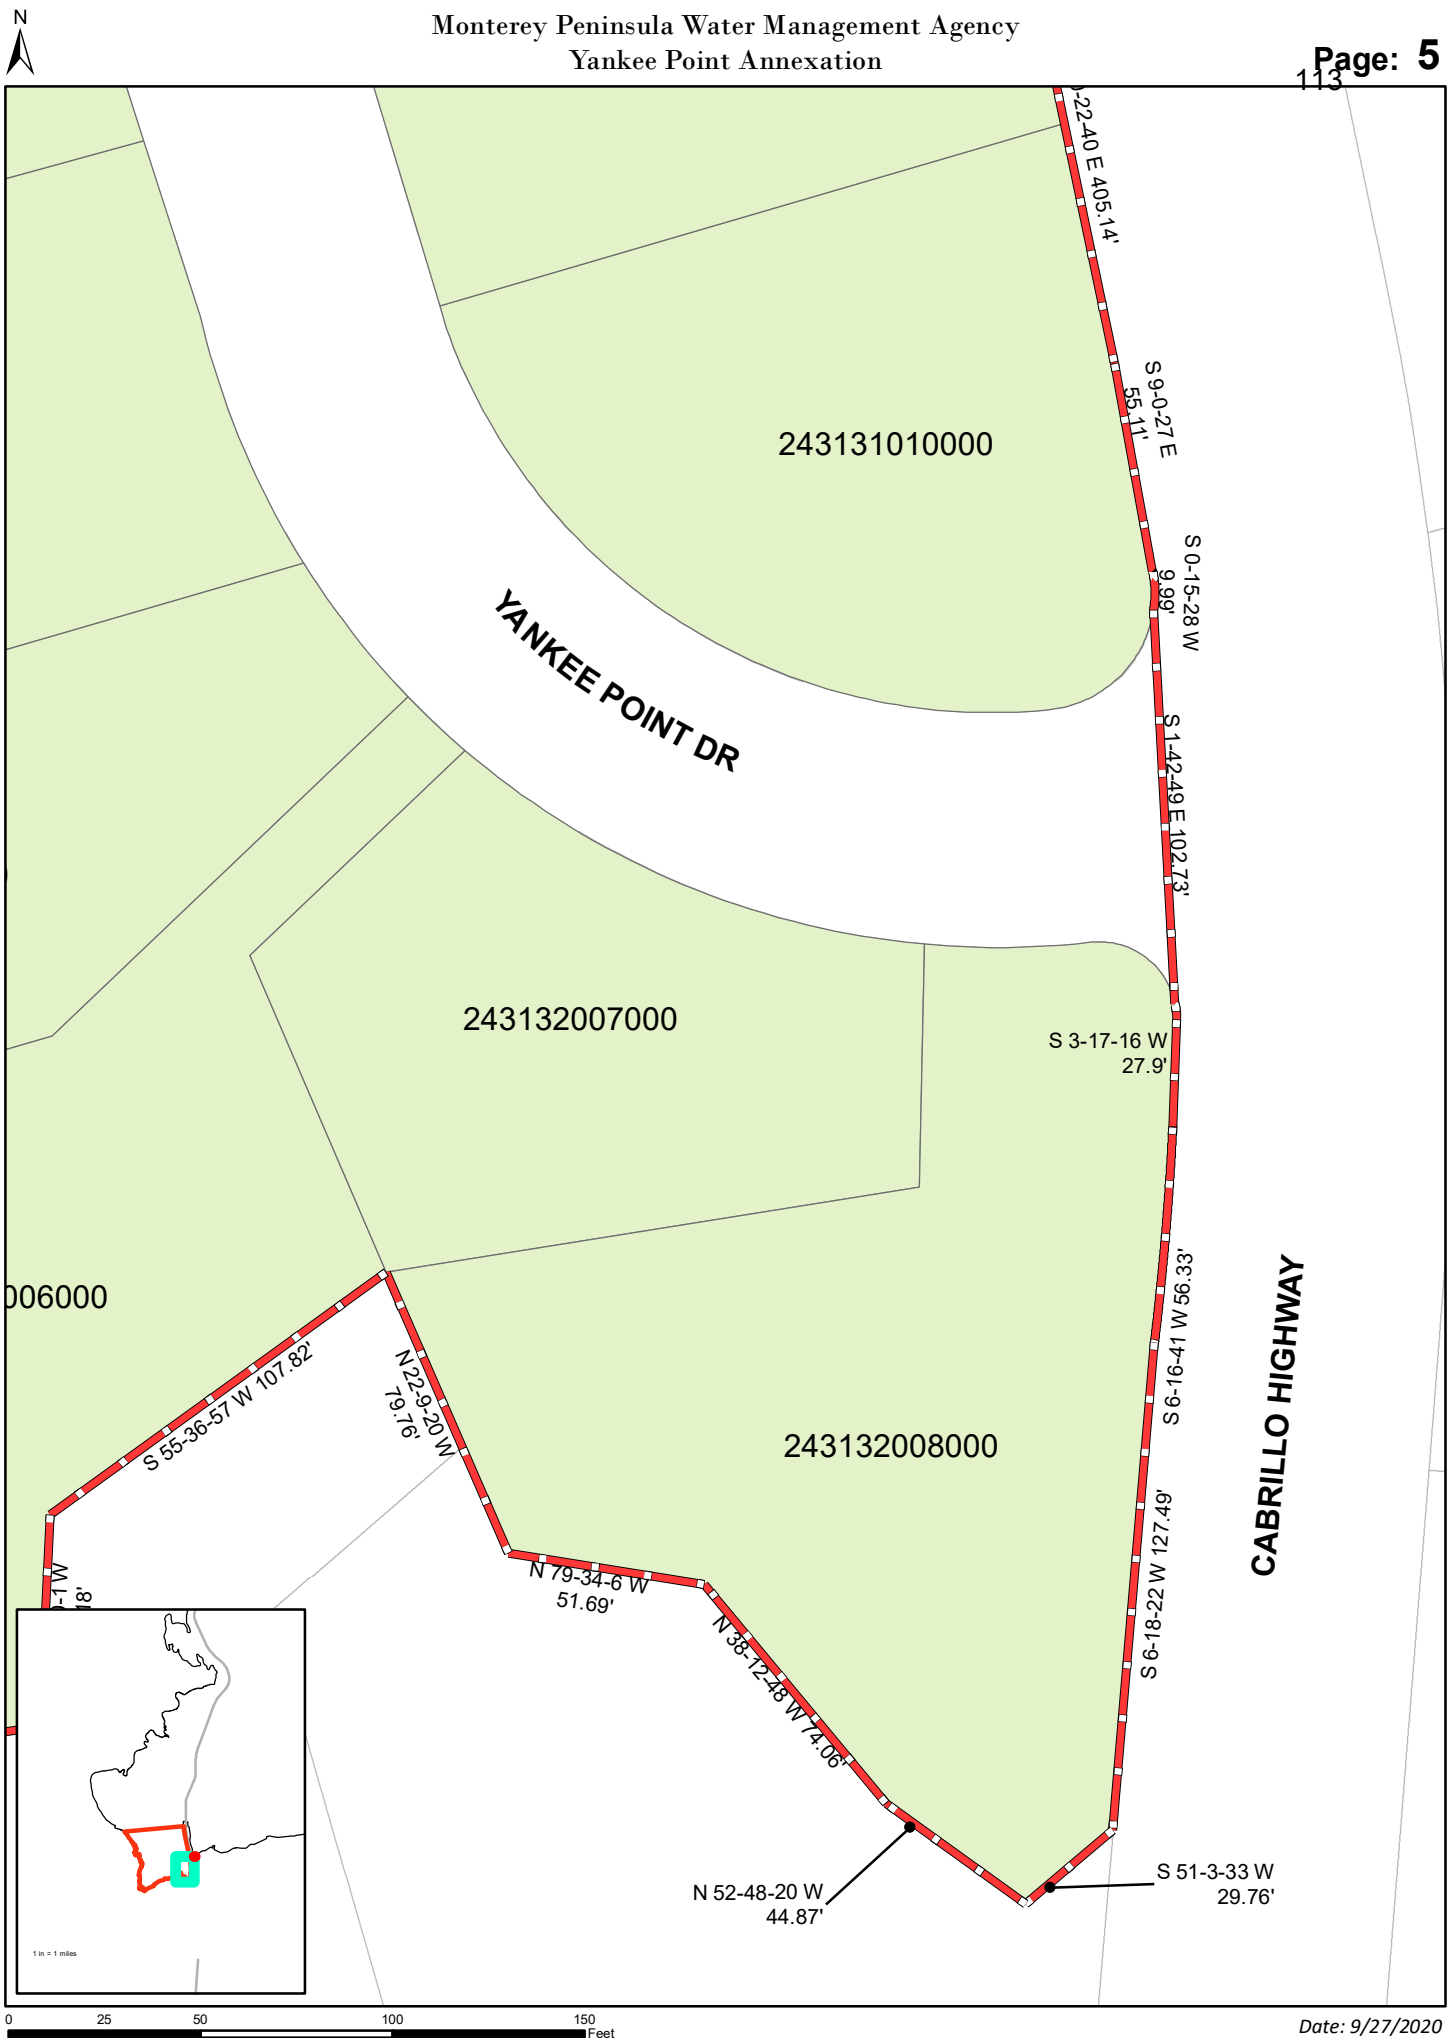 N
Monterey Peninsula Water Management Agency
Yankee Point Annexation
Page: 5
113
-22-40 E 405.14'
S 9-0-27 E
55.11'
243131010000
S 0-15-28 W
9.99'
YANKEE POINT DR
S 1-42-49 E 102.73'
243132007000
S 3-17-16 W
27.9'
006000
S 6-16-41 W 56.33'
CABRILLO HIGHWAY
S 55-36-57 W 107.82'
N 22-9-20 W
79.76'
243132008000
S 6-18-22 W 127.49'
-1 W
18'
N 79-34-6 W
51.69'
N 38-12-48 W 74.06'
N 52-48-20 W
44.87'
S 51-3-33 W
29.76'
1 in = 1 miles
0 25 50 100 150
Feet
Date: 9/27/2020